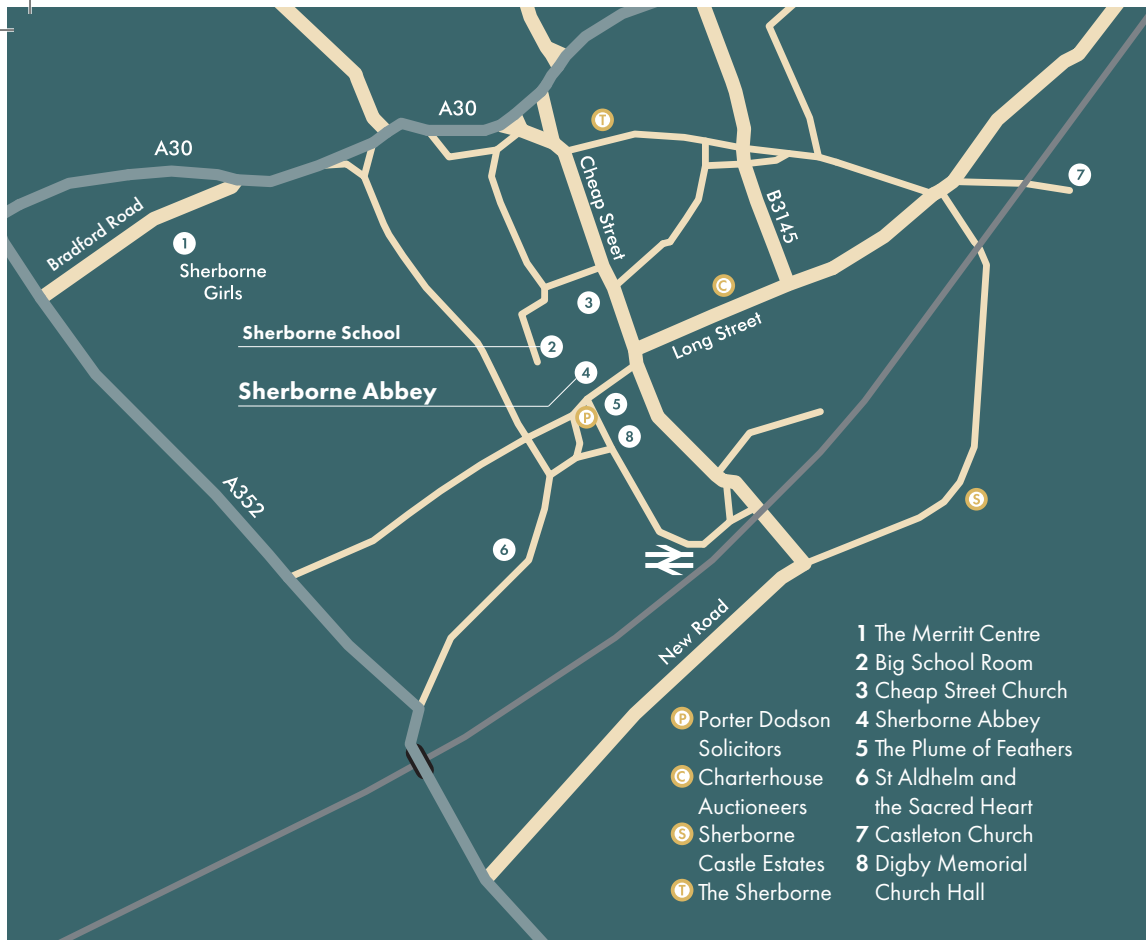 A30
A30
T
Cheap Street
B3145
7
Bradford Road
1
Sherborne
Girls
C
3
Sherborne School
2
Long Street
4
Sherborne Abbey
5
P
8
A352
S
6
New Road
P Porter Dodson
Solicitors
C Charterhouse
Auctioneers
S Sherborne
Castle Estates
T The Sherborne
1 The Merritt Centre
2 Big School Room
3 Cheap Street Church
4 Sherborne Abbey
5 The Plume of Feathers
6 St Aldhelm and
the Sacred Heart
7 Castleton Church
8 Digby Memorial
Church Hall